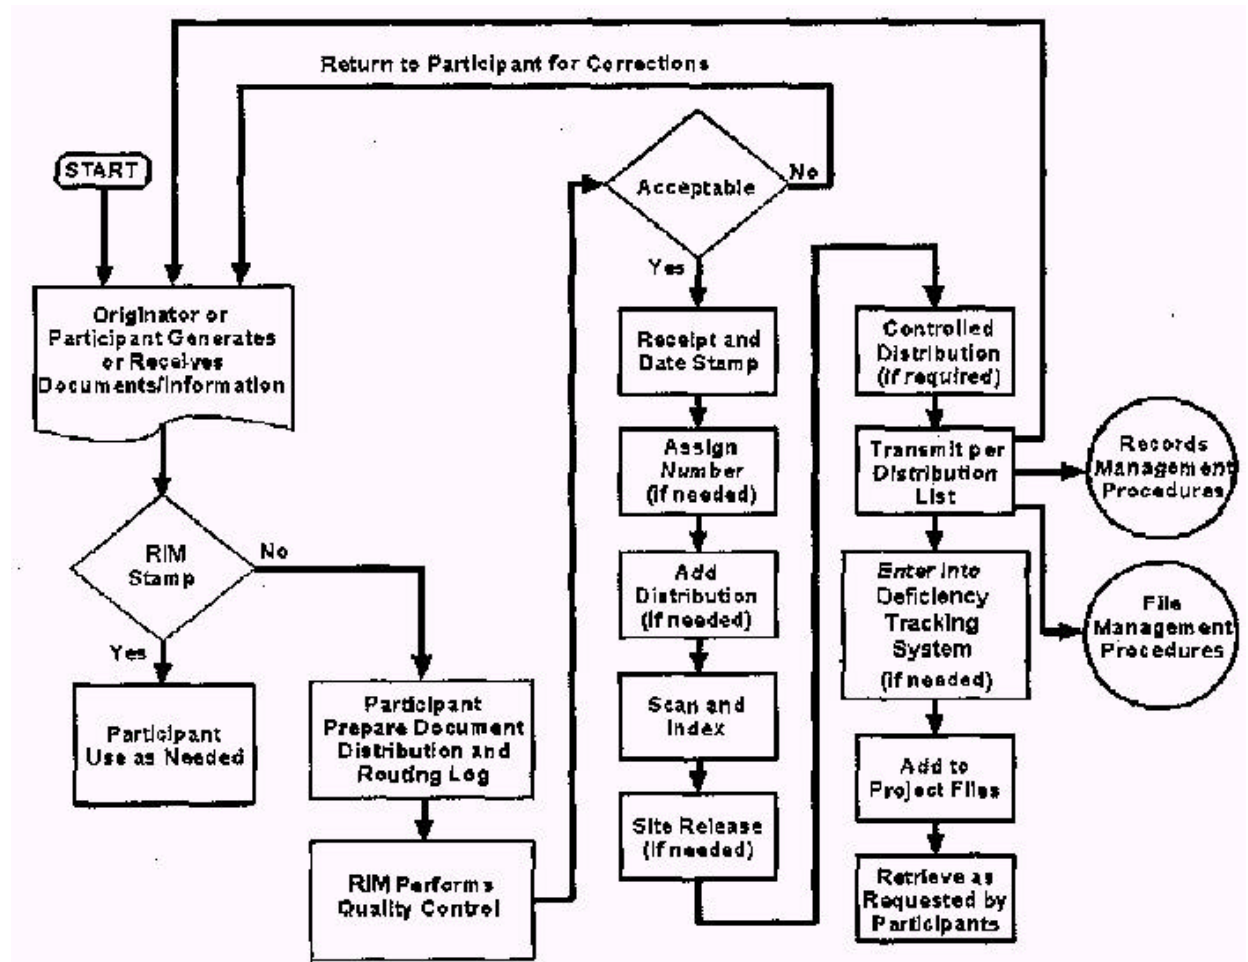 Return to Participant for Corrections
START
Acceptable
No
Yes
Originator or
Participant Generates
or Receives
Documents/Information
RIM
Stamp
No
Yes
Participant
Use as Needed
Participant
Prepare Document
Distribution and
Routing Log
RIM Performs
Quality Control
Receipt and
Date Stamp
Assign
Number
(if needed)
Add
Distribution
(if needed)
Scan and
Index
Site Release
(if needed)
Controlled
Distribution
(if required)
Transmit per
Distribution
List
Enter into
Deficiency
Tracking
System
(if needed)
Add to
Project Files
Retrieve as
Requested by
Participants
Records
Management
Procedures
File
Management
Procedures